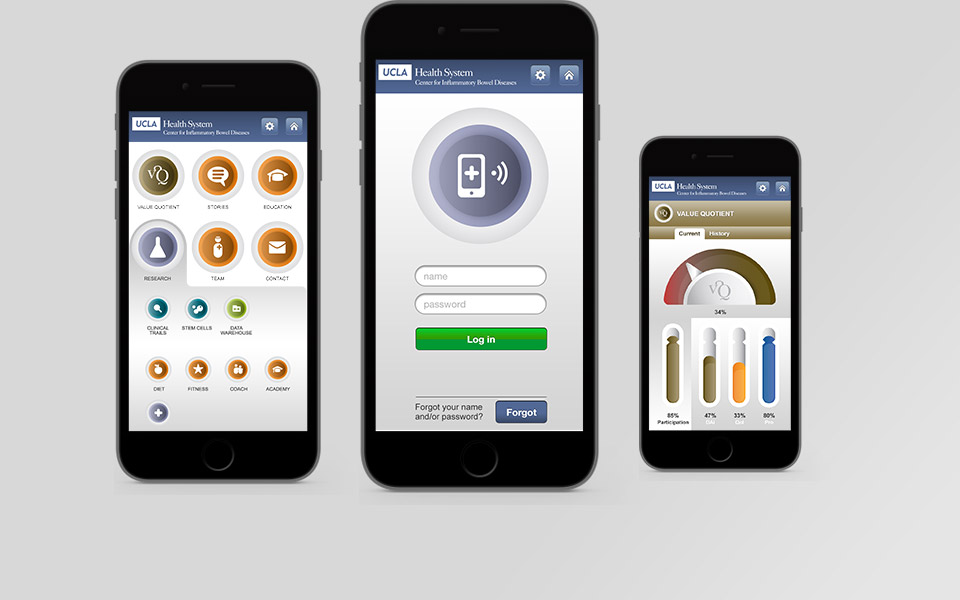 UCLA Health System
Center for Inflammatory Bowel Diseases
VALUE QUOTIENT
STORIES
EDUCATION
RESEARCH
TEAM
CONTACT
CLINICAL
TRAILS
STEM CELLS
DATA
WAREHOUSE
DIET
FITNESS
COACH
ACADEMY
UCLA Health System
Center for Inflammatory Bowel Diseases
name
password
Log in
Forgot your name
and/or password?
Forgot
UCLA Health System
Center for Inflammatory Bowel Diseases
VQ VALUE QUOTIENT
Current History
VQ
34%
85% 47% 33% 80%
Participation DAI QoI Pro